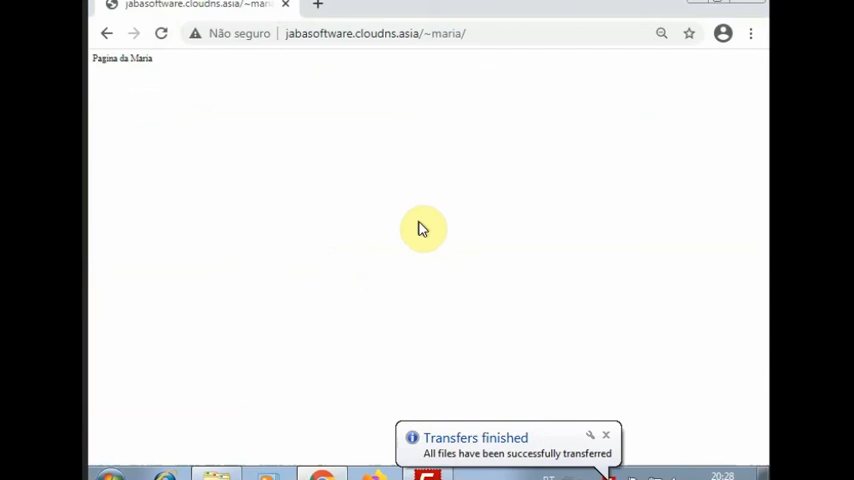 jabasoftware.cloudns.asia/~mari
Não seguro
jabasoftware.cloudns.asia/~maria/
Pagina da Maria
Transfers finished
All files have been successfully transferred
PT
20:28